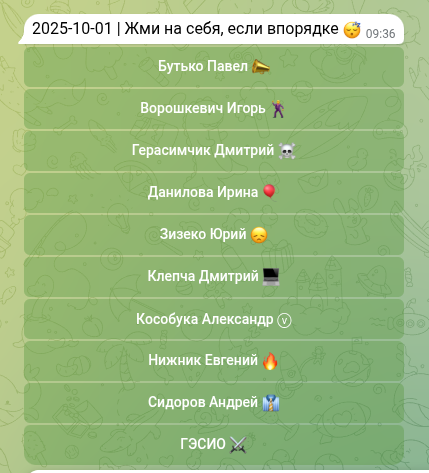 2025-10-01 | Жми на себя, если впорядке 😴 09:36
Бутько Павел 📣
Ворошкевич Игорь 🕺
Герасимчик Дмитрий ☠️
Данилова Ирина 🎈
Зизеко Юрий 😞
Клепча Дмитрий 💻
Кособука Александр ⓥ
Нижник Евгений 🔥
Сидоров Андрей 👔
ГЭСИО ⚔️